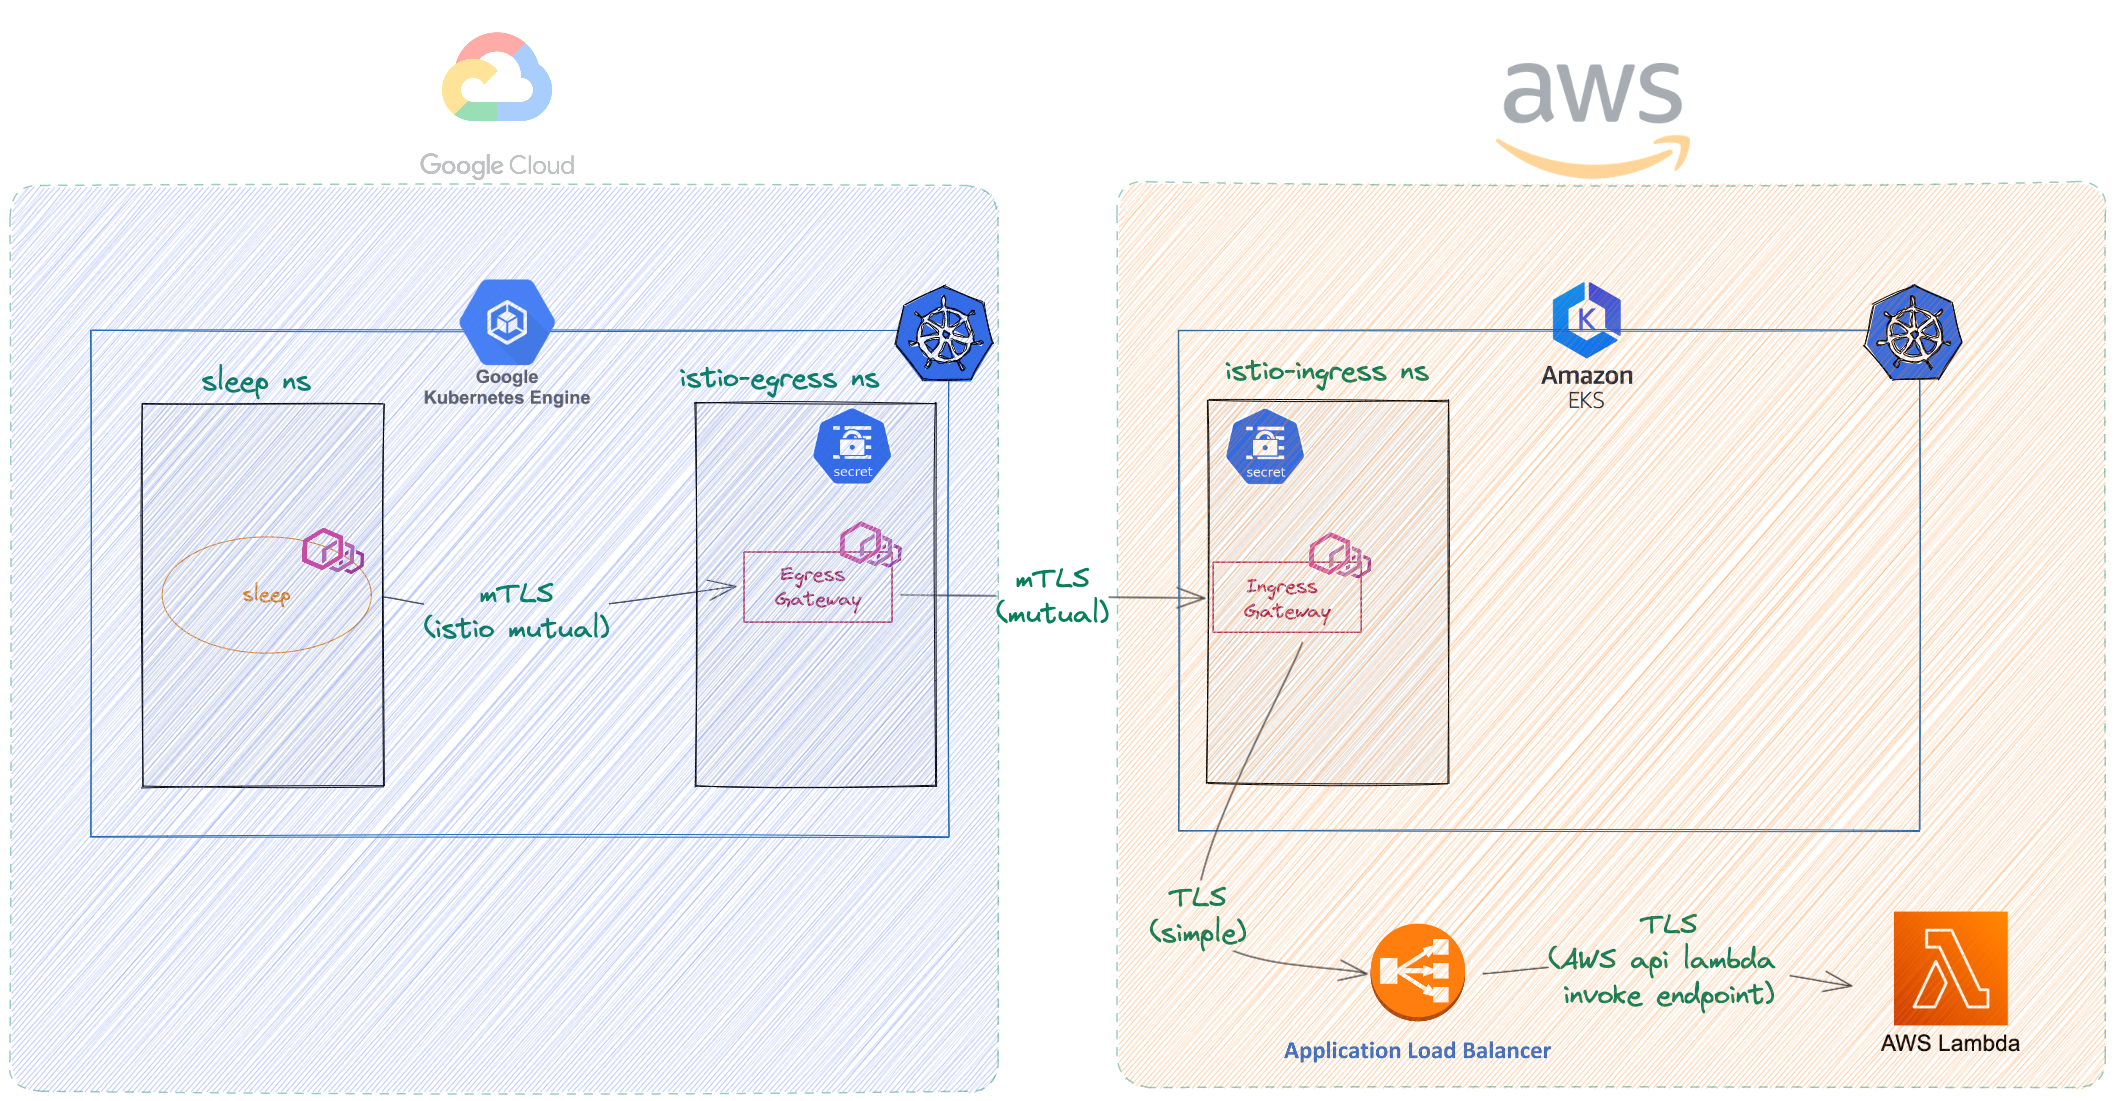 Google Cloud
aws
Google
Kubernetes Engine
sleep ns
istio-egress ns
secret
sleep
mTLS
(istio mutual)
Egress
Gateway
mTLS
(mutual)
Amazon
EKS
K
istio-ingress ns
secret
Ingress
Gateway
TLS
(simple)
Application Load Balancer
TLS
(AWS api lambda
invoke endpoint)
AWS Lambda